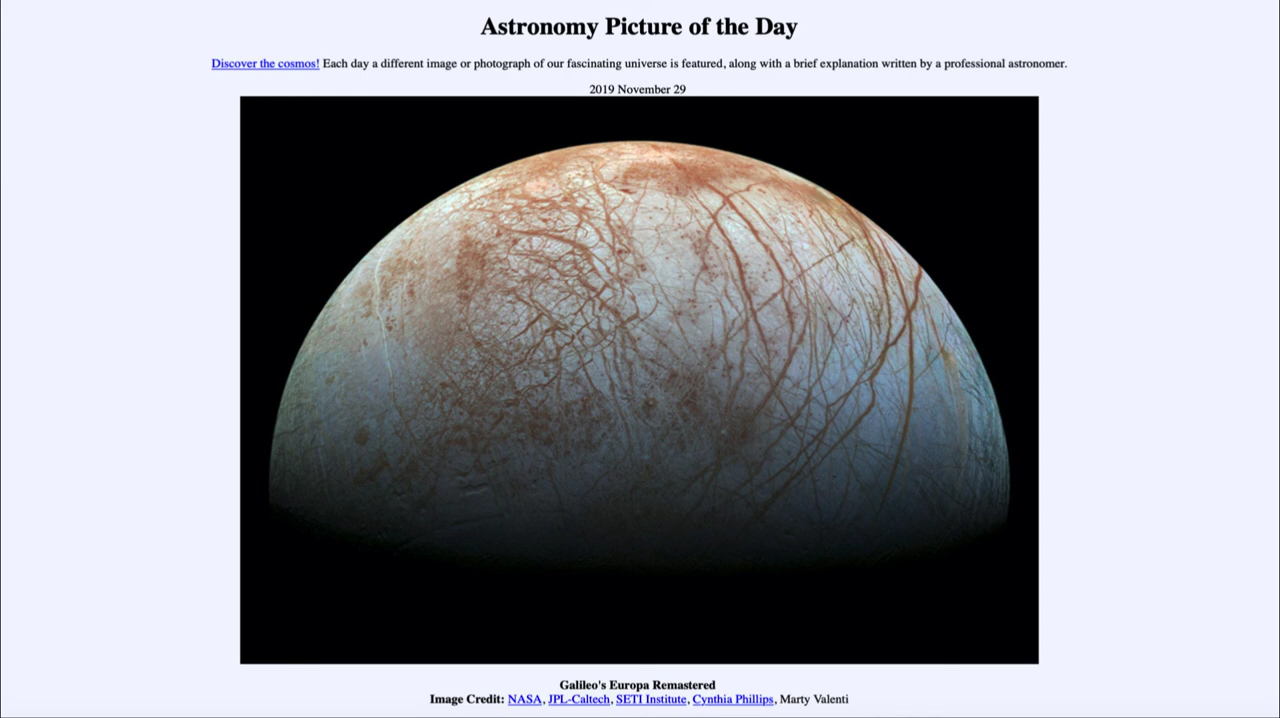 Astronomy Picture of the Day
Discover the cosmos! Each day a different image or photograph of our fascinating universe is featured, along with a brief explanation written by a professional astronomer.
2019 November 29
Galileo's Europa Remastered
Image Credit: NASA, JPL-Caltech, SETI Institute, Cynthia Phillips, Marty Valenti